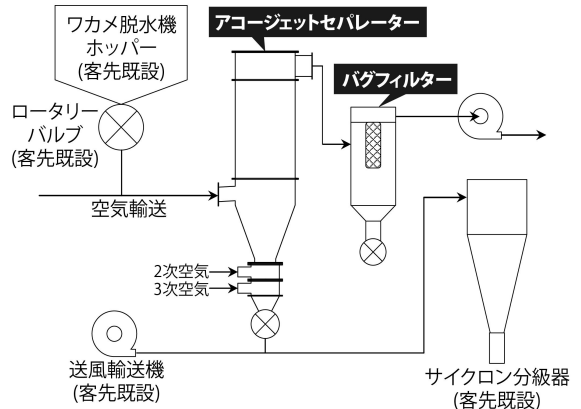 ワカメ脱水機
ホッパー
(客先既設)
アコージェットセパレーター
バグフィルター
ロータリー
バルブ
(客先既設)
空気輸送
2次空気
3次空気
送風輸送機
(客先既設)
サイクロン分級器
(客先既設)